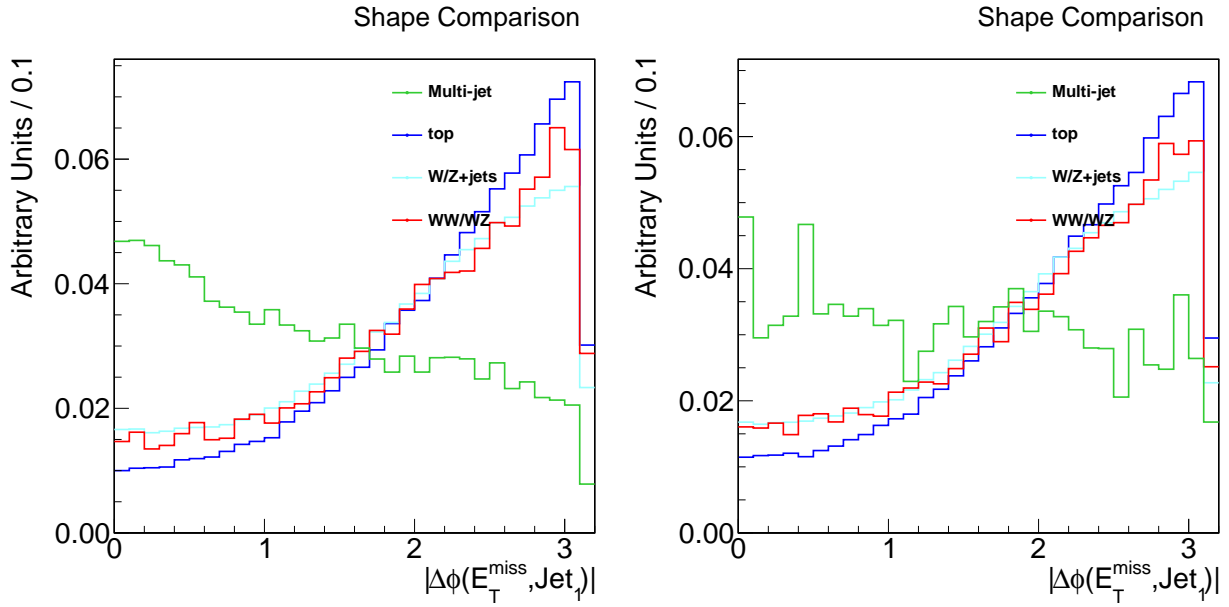 Shape Comparison
Arbitrary Units / 0.1
0.06
0.04
0.02
0.00
Multi-jet
top
W/Z+jets
WW/WZ
0 1 2 3
|Δϕ(E_T^miss,Jet_1)|
Shape Comparison
Arbitrary Units / 0.1
0.06
0.04
0.02
0.00
Multi-jet
top
W/Z+jets
WW/WZ
0 1 2 3
|Δϕ(E_T^miss,Jet_1)|